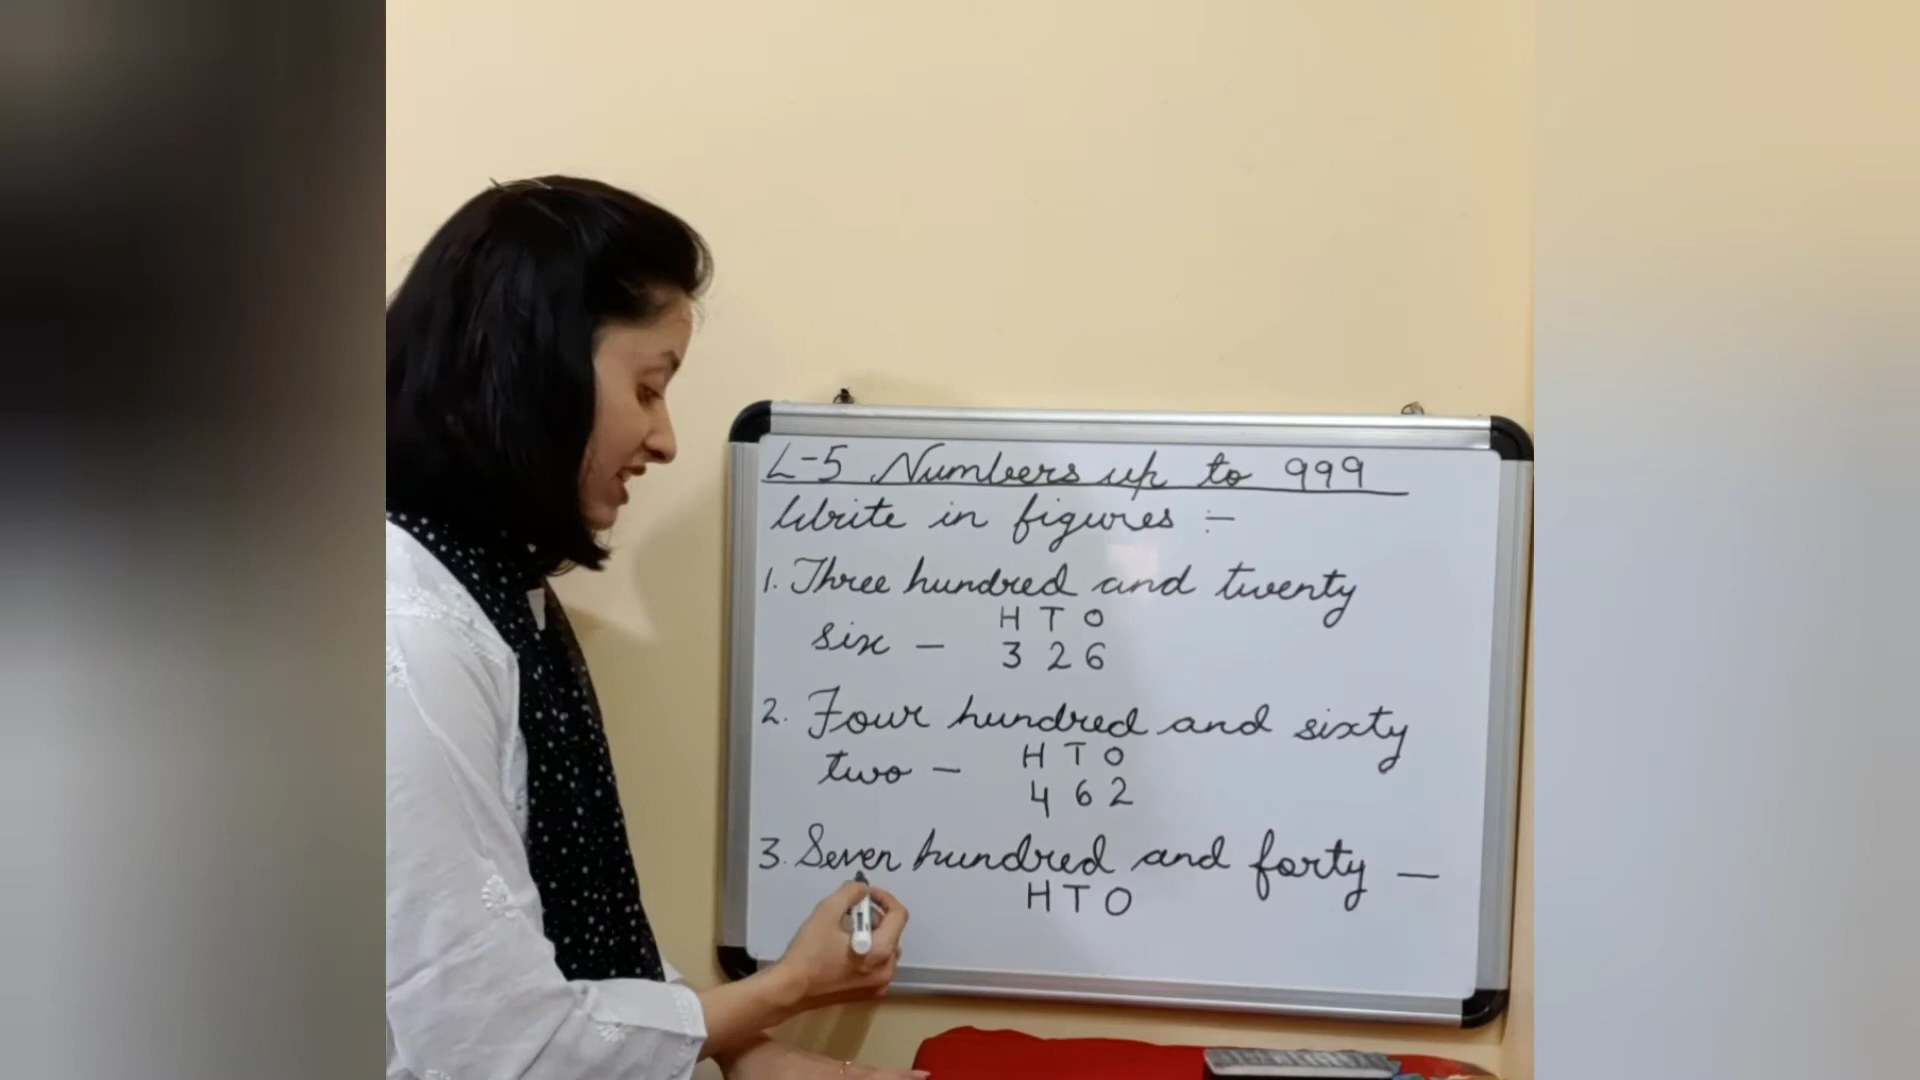 L-5 Numbers up to 999
Write in figures :-
1. Three hundred and twenty
H T O
six - 3 2 6
2. Four hundred and sixty
H T O
two - 4 6 2
3. Seven hundred and forty -
H T O